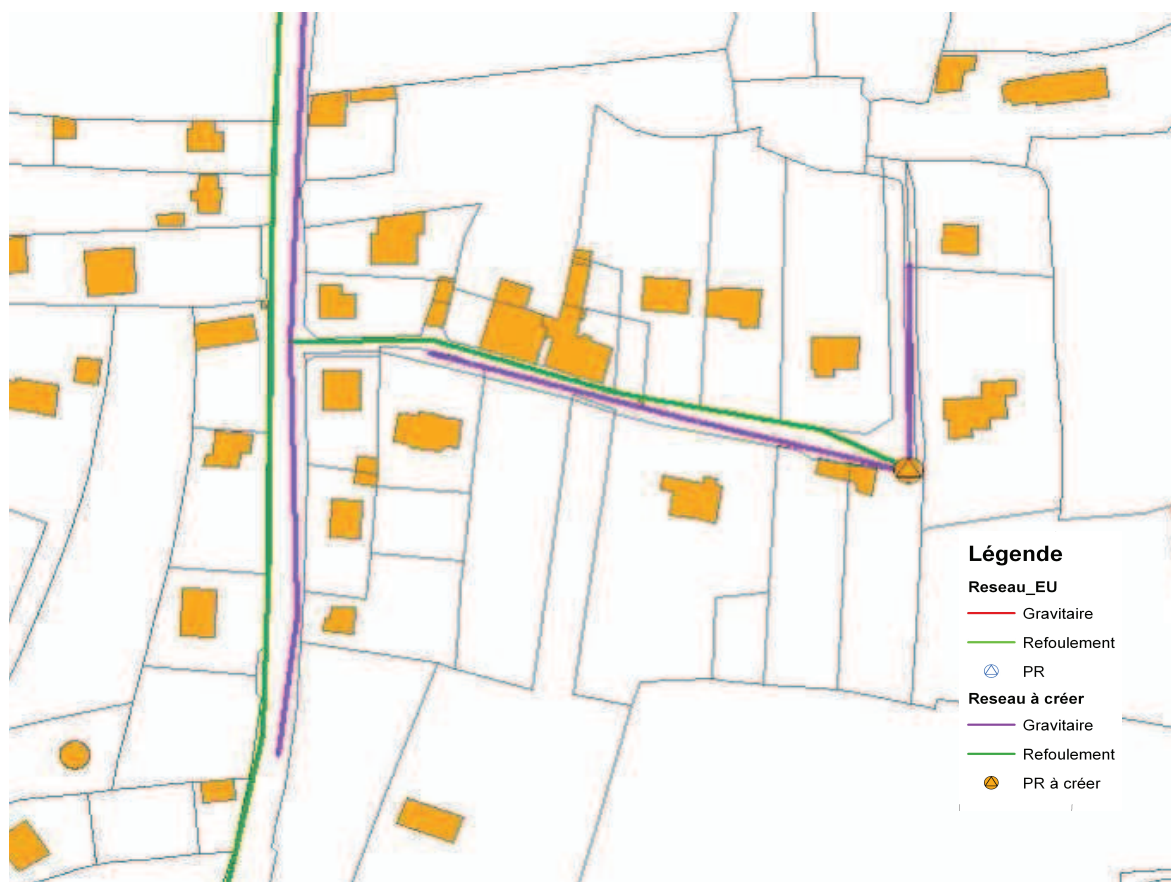 Légende
Reseau_EU
Gravitaire
Refoulement
PR
Reseau à créer
Gravitaire
Refoulement
PR à créer